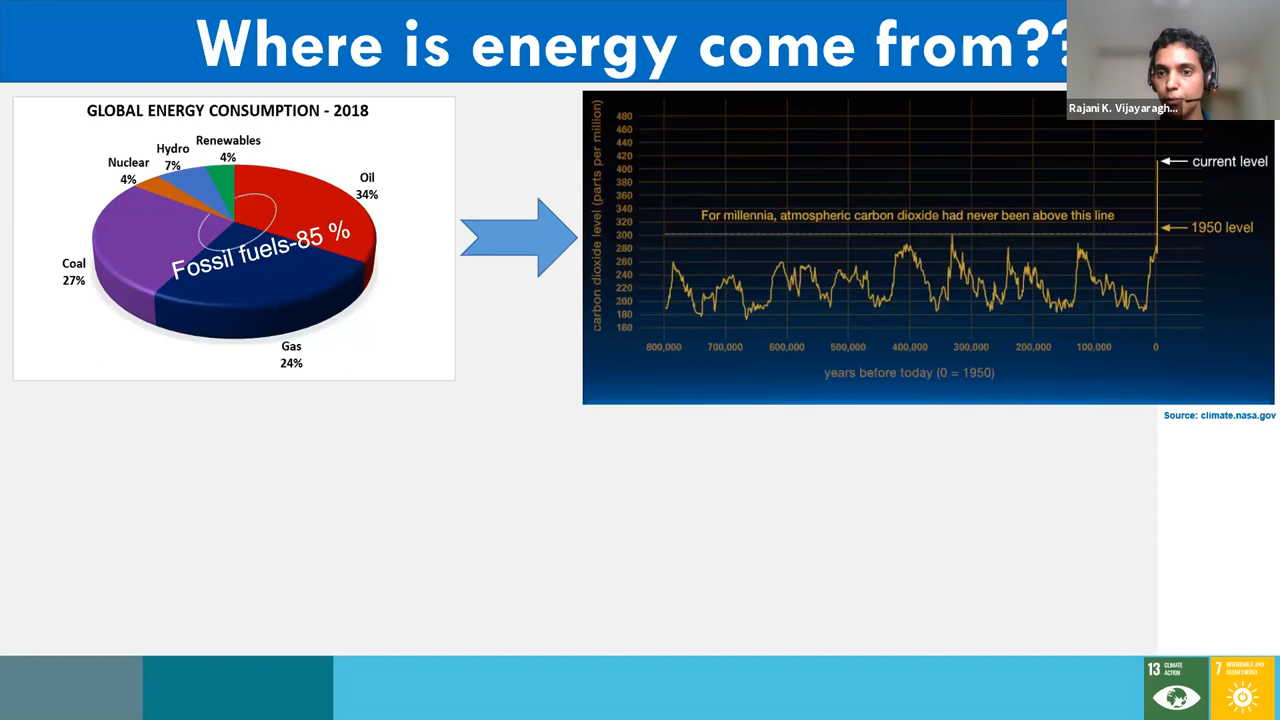 Where is energy come from??
Rajani K. Vijayaragh...
GLOBAL ENERGY CONSUMPTION - 2018
Renewables
4%
Hydro
7%
Nuclear
4%
Oil
34%
Coal
27%
Gas
24%
Fossil fuels-85 %
carbon dioxide level (parts per million)
480
460
440
420
400
380
360
340
320
300
280
260
240
220
200
180
160
For millennia, atmospheric carbon dioxide had never been above this line
current level
1950 level
800,000
700,000
600,000
500,000
400,000
300,000
200,000
100,000
0
years before today (0 = 1950)
Source: climate.nasa.gov
13 CLIMATE
ACTION
7 AFFORDABLE AND
CLEAN ENERGY